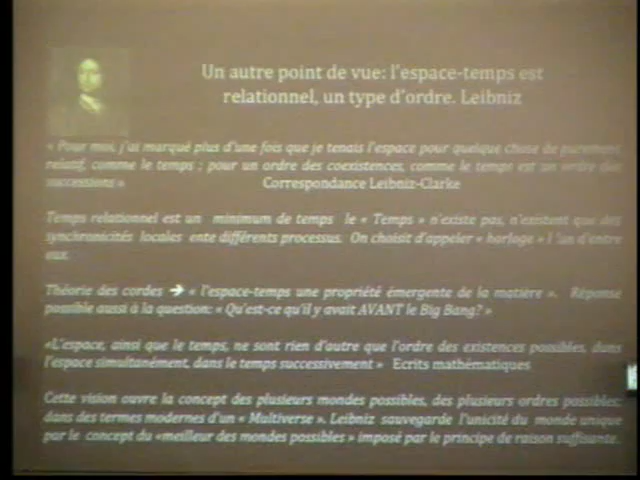 Un autre point de vue: l'espace-temps est
relationnel, un type d'ordre. Leibniz
« Pour moi, j'ai marqué plus d'une fois que je tenais l'espace pour quelque chose de purement
relatif, comme le temps ; pour un ordre des coexistences, comme le temps est un ordre des
successions » Correspondance Leibniz-Clarke
Temps relationnel est un minimum de temps le « Temps » n'existe pas, n'existent que des
synchronicités locales ente différents processus. On choisit d'appeler « horloge » l 'un d'entre
eux.
Théorie des cordes ➔ « l'espace-temps une propriété émergente de la matière ». Réponse
possible aussi à la question: « Qu'est-ce qu'il y avait AVANT le Big Bang? »
«L'espace, ainsi que le temps, ne sont rien d'autre que l'ordre des existences possibles, dans
l'espace simultanément, dans le temps successivement » Ecrits mathématiques
Cette vision ouvre la concept des plusieurs mondes possibles, des plusieurs ordres possibles:
dans des termes modernes d'un « Multiverse ». Leibniz sauvegarde l'unicité du monde unique
par le concept du «meilleur des mondes possibles » imposé par le principe de raison suffisante.